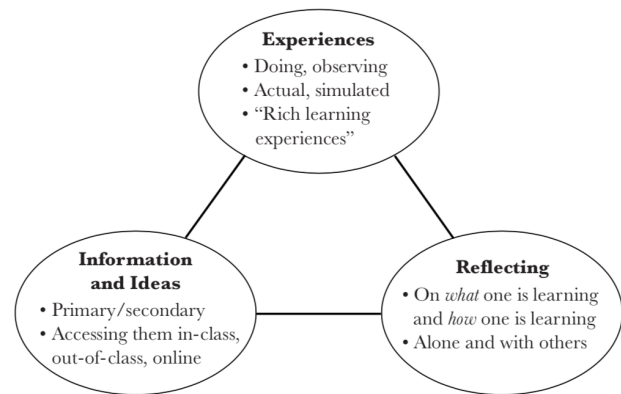 Experiences
• Doing, observing
• Actual, simulated
• “Rich learning
experiences”
Information
and Ideas
• Primary/secondary
• Accessing them in-class,
out-of-class, online
Reflecting
• On what one is learning
and how one is learning
• Alone and with others